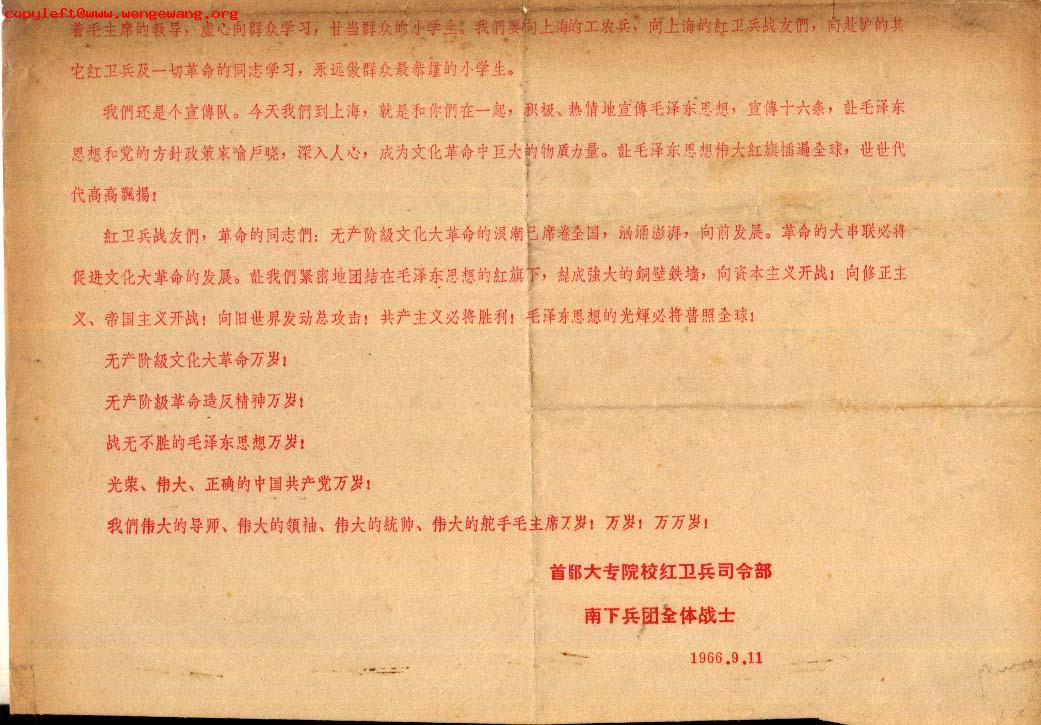 copyleft@www.wengewang.org
着毛主席的教导，虚心向群众学习，甘当群众的小学生。我們要向上海的工农兵，向上海的红卫兵战友們，向赴沪的其
它紅卫兵及一切革命的同志学习，永远做群众最恭謹的小学生。
我們还是个宣傳队。今天我們到上海，就是和你們在一起，积极、热情地宣傳毛泽东思想，宣傳十六条，訨毛泽东
思想和党的方針政策家喻戶晓，深入人心，成为文化革命中巨大的物质力量。訨毛泽东思想伟大紅旗插遍全球，世世代
代高高飄揚！
紅卫兵战友們，革命的同志們：无产阶級文化大革命的浪潮已席卷全国，汹涌澎湃，向前发展。革命的大串联必将
促进文化大革命的发展。訨我們紧密地团結在毛泽东思想的紅旗下，結成強大的銅壁鉄墻，向資本主义开战！向修正主
义、帝国主义开战！向旧世界发动总攻击！共产主义必将胜利！毛泽东思想的光輝必将普照全球！
无产阶級文化大革命万岁！
无产阶級革命造反精神万岁！
战无不胜的毛泽东思想万岁！
光荣、伟大、正确的中国共产党万岁！
我們伟大的导师、伟大的領袖、伟大的統帅、伟大的舵手毛主席万岁！万岁！万万岁！
首都大专院校红卫兵司令部
南下兵团全体战士
1966.9.11